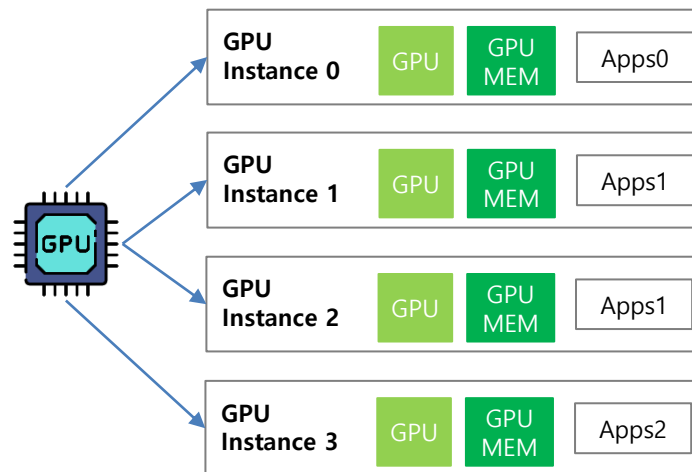 GPU
GPU
Instance 0
GPU
GPU
MEM
Apps0
GPU
Instance 1
GPU
GPU
MEM
Apps1
GPU
Instance 2
GPU
GPU
MEM
Apps1
GPU
Instance 3
GPU
GPU
MEM
Apps2